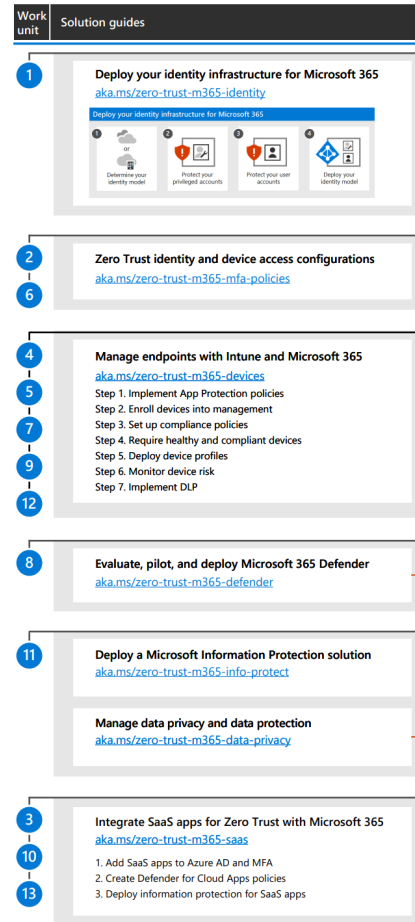 Work unit
Solution guides
1
Deploy your identity infrastructure for Microsoft 365
aka.ms/zero-trust-m365-identity
Deploy your identity infrastructure for Microsoft 365
1
or
Determine your
identity model
2
Protect your
privileged accounts
3
Protect your user
accounts
4
Deploy your
identity model
2
6
Zero Trust identity and device access configurations
aka.ms/zero-trust-m365-mfa-policies
4
5
7
9
12
Manage endpoints with Intune and Microsoft 365
aka.ms/zero-trust-m365-devices
Step 1. Implement App Protection policies
Step 2. Enroll devices into management
Step 3. Set up compliance policies
Step 4. Require healthy and compliant devices
Step 5. Deploy device profiles
Step 6. Monitor device risk
Step 7. Implement DLP
8
Evaluate, pilot, and deploy Microsoft 365 Defender
aka.ms/zero-trust-m365-defender
11
Deploy a Microsoft Information Protection solution
aka.ms/zero-trust-m365-info-protect
Manage data privacy and data protection
aka.ms/zero-trust-m365-data-privacy
3
10
13
Integrate SaaS apps for Zero Trust with Microsoft 365
aka.ms/zero-trust-m365-saas
1. Add SaaS apps to Azure AD and MFA
2. Create Defender for Cloud Apps policies
3. Deploy information protection for SaaS apps